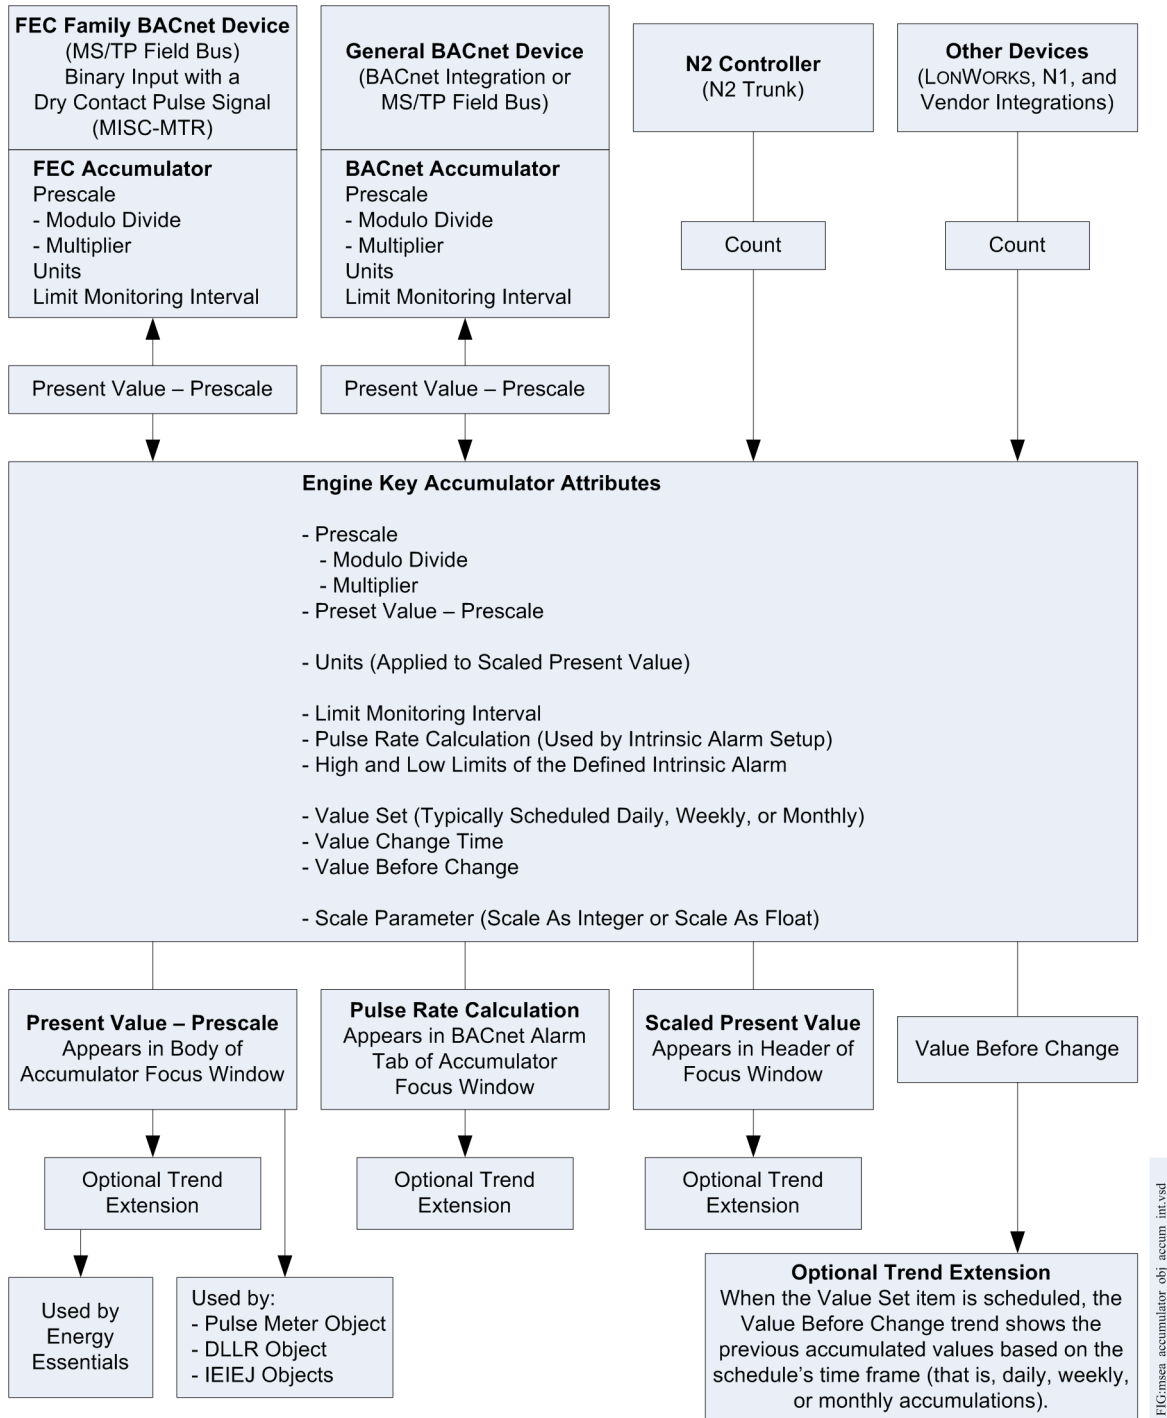 FEC Family BACnet Device
(MS/TP Field Bus)
Binary Input with a
Dry Contact Pulse Signal
(MISC-MTR)
FEC Accumulator
Prescale
- Modulo Divide
- Multiplier
Units
Limit Monitoring Interval
General BACnet Device
(BACnet Integration or
MS/TP Field Bus)
BACnet Accumulator
Prescale
- Modulo Divide
- Multiplier
Units
Limit Monitoring Interval
N2 Controller
(N2 Trunk)
Other Devices
(LONWORKS, N1, and
Vendor Integrations)
Count
Count
Present Value – Prescale
Present Value – Prescale
Engine Key Accumulator Attributes
- Prescale
- Modulo Divide
- Multiplier
- Preset Value – Prescale
- Units (Applied to Scaled Present Value)
- Limit Monitoring Interval
- Pulse Rate Calculation (Used by Intrinsic Alarm Setup)
- High and Low Limits of the Defined Intrinsic Alarm
- Value Set (Typically Scheduled Daily, Weekly, or Monthly)
- Value Change Time
- Value Before Change
- Scale Parameter (Scale As Integer or Scale As Float)
Present Value – Prescale
Appears in Body of
Accumulator Focus Window
Pulse Rate Calculation
Appears in BACnet Alarm
Tab of Accumulator
Focus Window
Scaled Present Value
Appears in Header of
Focus Window
Value Before Change
Optional Trend
Extension
Optional Trend
Extension
Optional Trend
Extension
Used by
Energy
Essentials
Used by:
- Pulse Meter Object
- DLLR Object
- IEIEJ Objects
Optional Trend Extension
When the Value Set item is scheduled, the
Value Before Change trend shows the
previous accumulated values based on the
schedule's time frame (that is, daily, weekly,
or monthly accumulations).
FIG:msea_accumulator_obj_accum_int.vsd